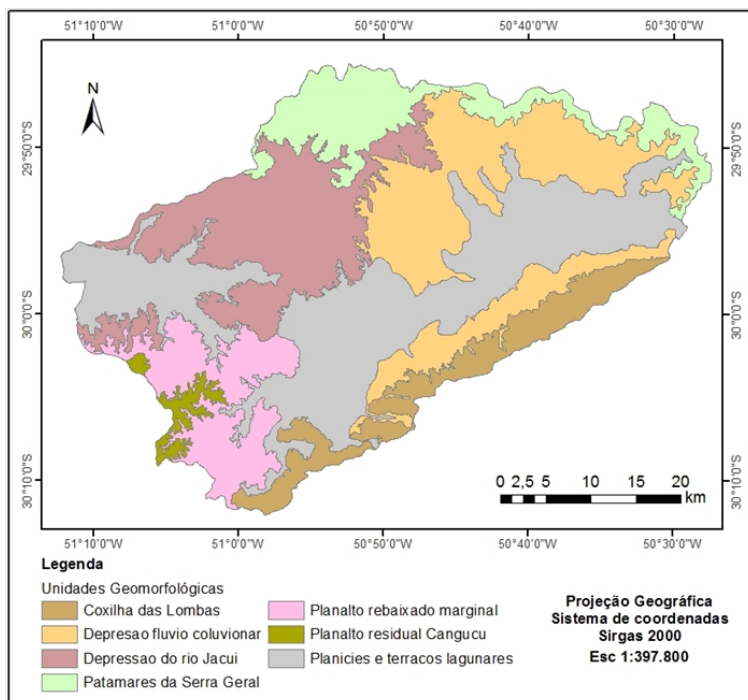 51°10'0"W 51°0'0"W 50°50'0"W 50°40'0"W 50°30'0"W
N
29°50'0"S 29°50'0"S
30°0'0"S 30°0'0"S
30°10'0"S 30°10'0"S
0 2,5 5 10 15 20
km
51°10'0"W 51°0'0"W 50°50'0"W 50°40'0"W 50°30'0"W
Legenda
Unidades Geomorfológicas
Coxilha das Lombas Planalto rebaixado marginal
Depresao fluvio coluvionar Planalto residual Cangucu
Depressao do rio Jacui Planicies e terracos lagunares
Patamares da Serra Geral
Projeção Geográfica
Sistema de coordenadas
Sirgas 2000
Esc 1:397.800